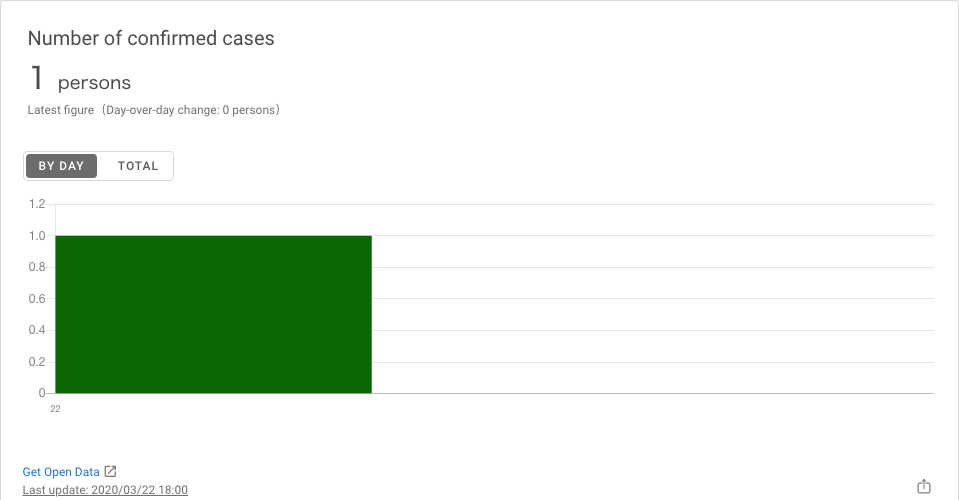 Number of confirmed cases
1 persons
Latest figure（Day-over-day change: 0 persons）
BY DAY TOTAL
1.2
1.0
0.8
0.6
0.4
0.2
0
22
Get Open Data
Last update: 2020/03/22 18:00